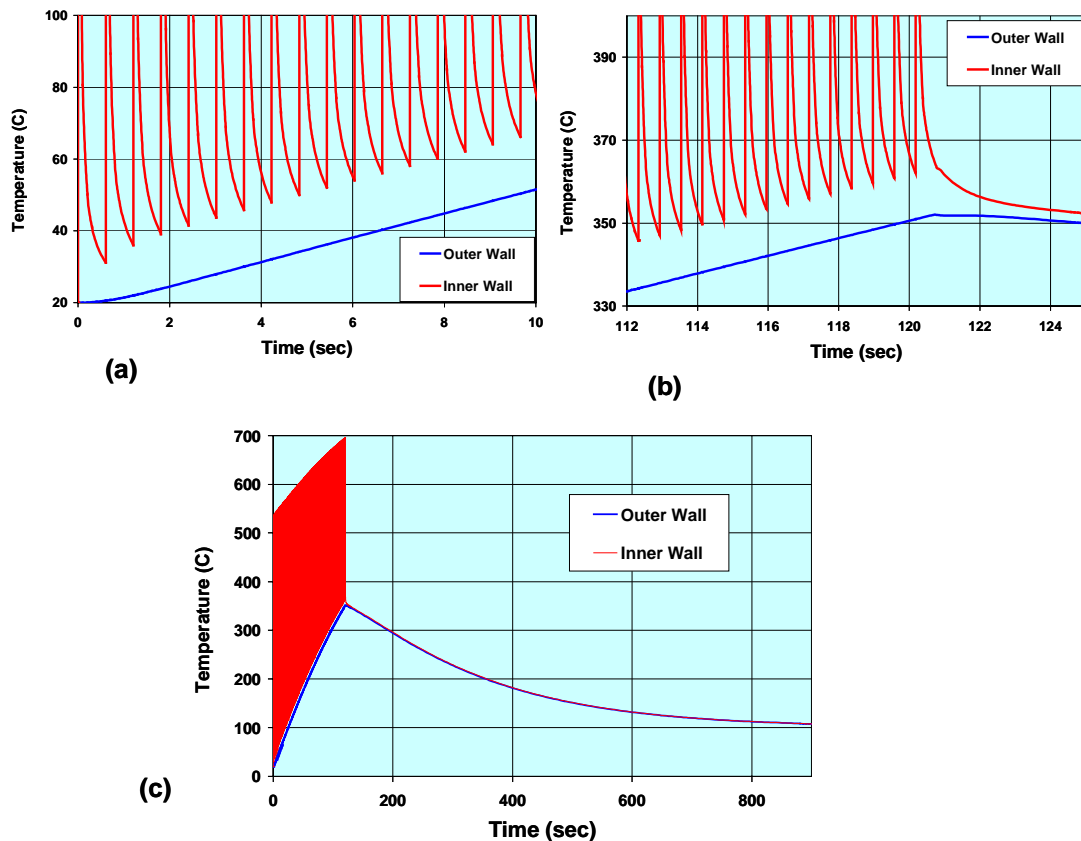 100
80
60
40
20
Temperature (C)
Outer Wall
Inner Wall
0 2 4 6 8 10
Time (sec)
(a)
390
370
350
330
Temperature (C)
Outer Wall
Inner Wall
112 114 116 118 120 122 124
Time (sec)
(b)
700
600
500
400
300
200
100
0
Temperature (C)
Outer Wall
Inner Wall
0 200 400 600 800
Time (sec)
(c)